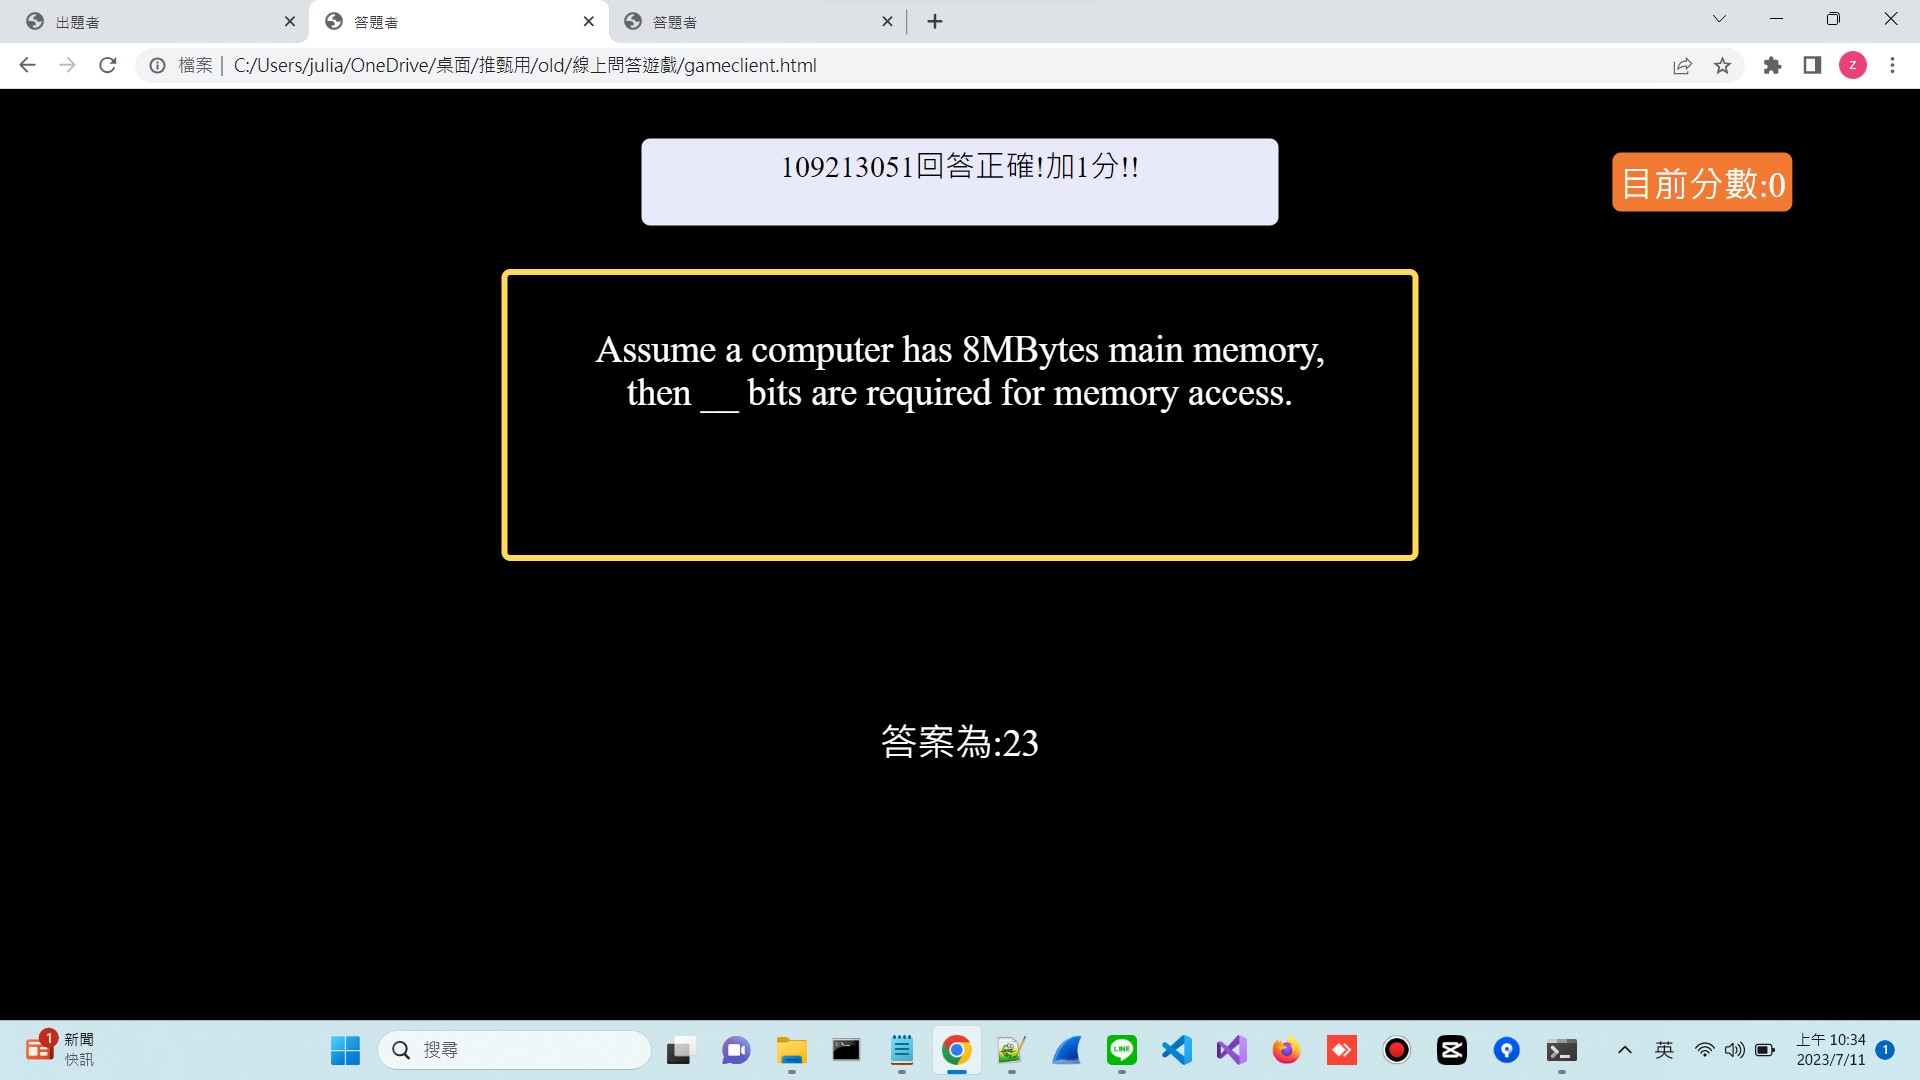 出題者
答題者
答題者
檔案 | C:/Users/julia/OneDrive/桌面/推甄用/old/線上問答遊戲/gameclient.html
z
109213051回答正確!加1分!!
目前分數:0
Assume a computer has 8MBytes main memory,
then __ bits are required for memory access.
答案為:23
1
新聞
快訊
搜尋
LINE
英
上午 10:34
2023/7/11
1